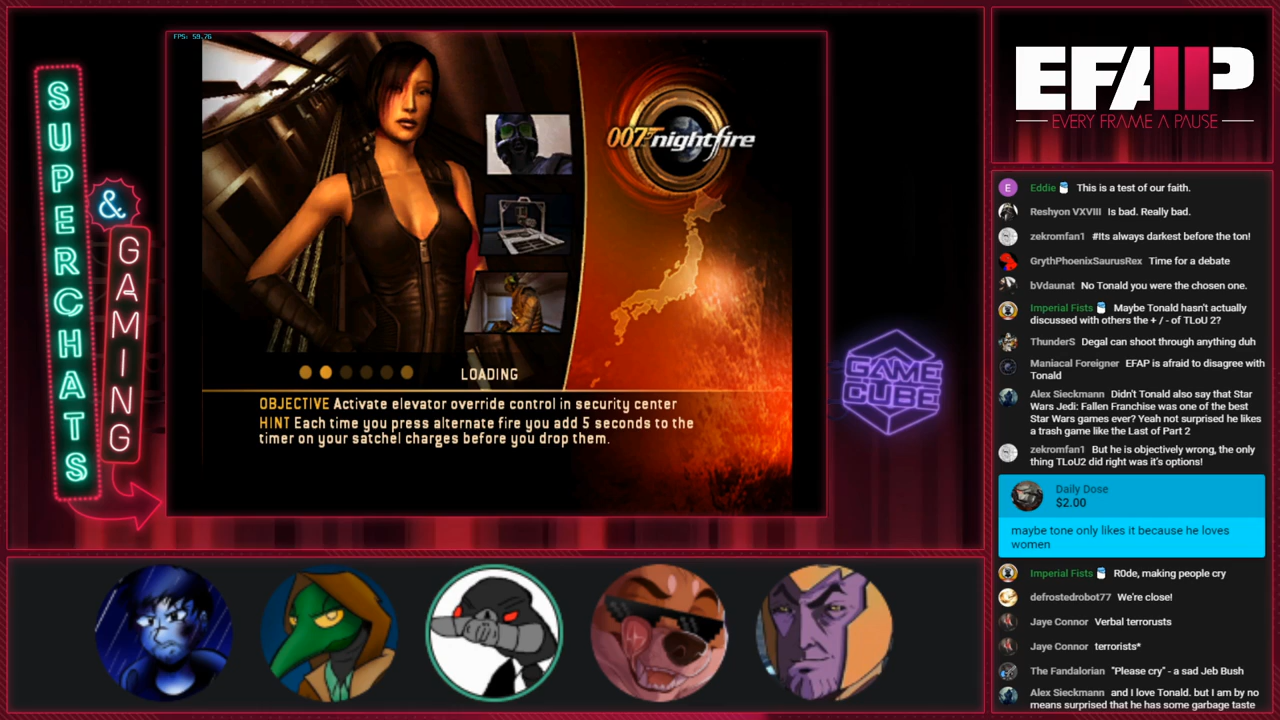 FPS: 59.76
SUPERCHATS
&
GAMING
007 nightfire
LOADING
OBJECTIVE Activate elevator override control in security center
HINT Each time you press alternate fire you add 5 seconds to the
timer on your satchel charges before you drop them.
GAME
CUBE
EFAP
EVERY FRAME A PAUSE
E Eddie This is a test of our faith.
Reshyon VXVIII Is bad. Really bad.
zekromfan1 #Its always darkest before the ton!
GrythPhoenixSaurusRex Time for a debate
bVdaunat No Tonald you were the chosen one.
Imperial Fists Maybe Tonald hasn't actually
discussed with others the + / - of TLoU 2?
ThunderS Degal can shoot through anything duh
Maniacal Foreigner EFAP is afraid to disagree with
Tonald
Alex Sieckmann Didn't Tonald also say that Star
Wars Jedi: Fallen Franchise was one of the best
Star Wars games ever? Yeah not surprised he likes
a trash game like the Last of Part 2
zekromfan1 But he is objectively wrong, the only
thing TLoU2 did right was it's options!
Daily Dose
$2.00
maybe tone only likes it because he loves
women
Imperial Fists R0de, making people cry
defrostedrobot77 We're close!
Jaye Connor Verbal terrorusts
Jaye Connor terrorists*
The Fandalorian "Please cry" - a sad Jeb Bush
Alex Sieckmann and I love Tonald. but I am by no
means surprised that he has some garbage taste